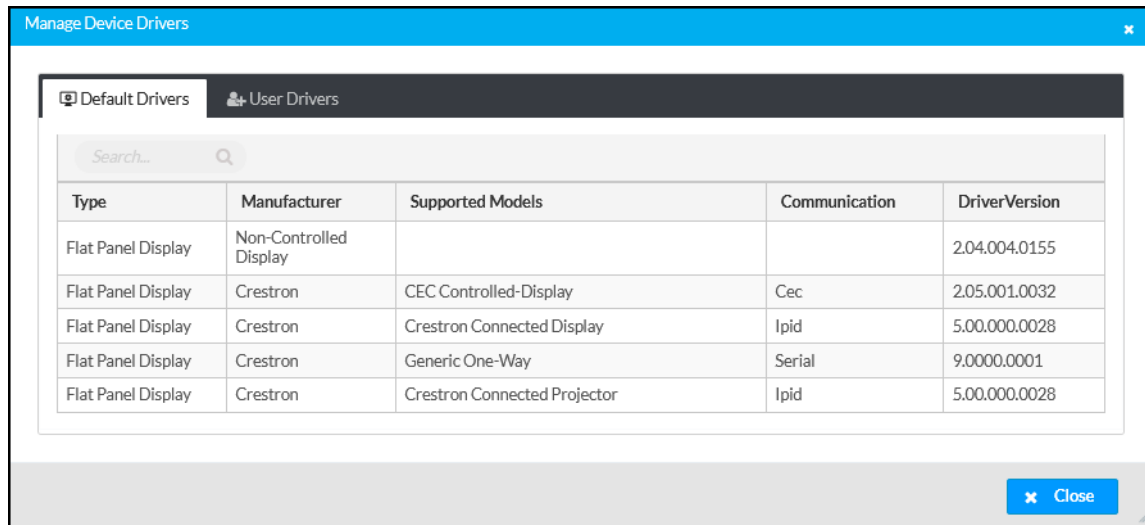 Manage Device Drivers
Default Drivers User Drivers
Search...
Type Manufacturer Supported Models Communication DriverVersion
Flat Panel Display Non-Controlled Display 2.04.004.0155
Flat Panel Display Crestron CEC Controlled-Display Cec 2.05.001.0032
Flat Panel Display Crestron Crestron Connected Display Ipid 5.00.000.0028
Flat Panel Display Crestron Generic One-Way Serial 9.0000.0001
Flat Panel Display Crestron Crestron Connected Projector Ipid 5.00.000.0028
Close